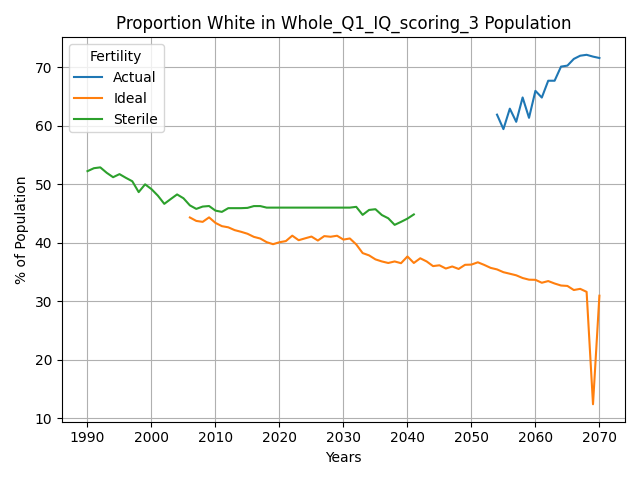 Proportion White in Whole_Q1_IQ_scoring_3 Population
Fertility
Actual
Ideal
Sterile
% of Population
70
60
50
40
30
20
10
1990 2000 2010 2020 2030 2040 2050 2060 2070
Years